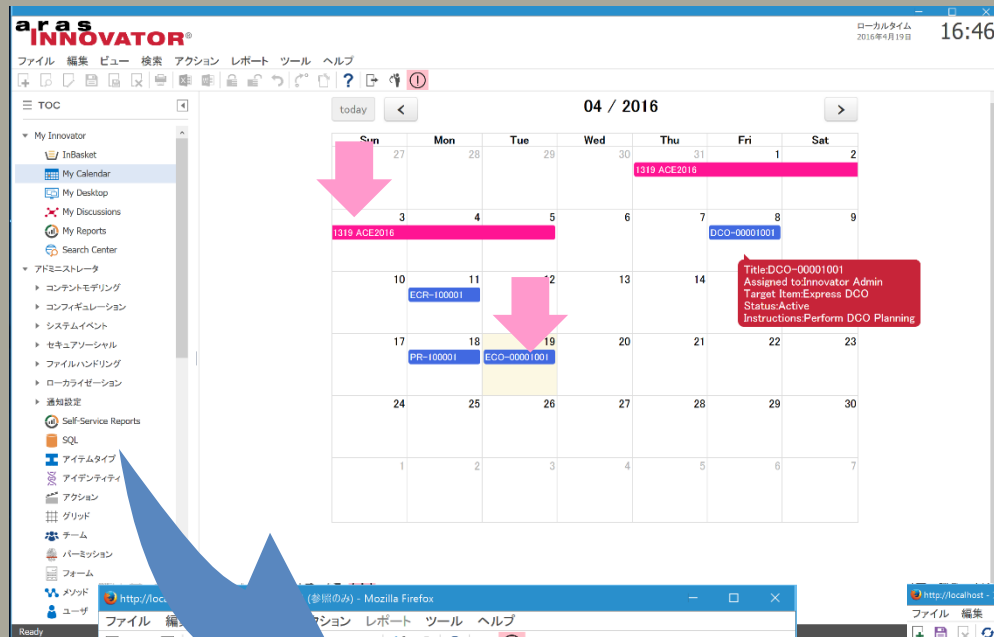 aras
INNOVATOR®
ローカルタイム
2016年4月19日
16:46
ファイル 編集 ビュー 検索 アクション レポート ツール ヘルプ
TOC
My Innovator
InBasket
My Calendar
My Desktop
My Discussions
My Reports
Search Center
アドミニストレータ
コンテントモデリング
コンフィギュレーション
システムイベント
セキュアソーシャル
ファイルハンドリング
ローカライゼーション
通知設定
Self-Service Reports
SQL
アイテムタイプ
アイデンティティ
アクション
グリッド
チーム
パーミッション
フォーム
メソッド
ユーザ
Ready
today < 04 / 2016 >
Sun Mon Tue Wed Thu Fri Sat
27 28 29 30 31 1 2
1319 ACE2016
3 4 5 6 7 8 9
1319 ACE2016
DCO-00001001
Title:DCO-00001001
Assigned to:Innovator Admin
Target Item:Express DCO
Status:Active
Instructions:Perform DCO Planning
10 11 12 13 14
ECR-100001
17 18 19 20 21 22 23
PR-100001 ECO-00001001
24 25 26 27 28 29 30
1 2 3 4 5 6 7
(参照のみ) - Mozilla Firefox
ファイル レポート ツール ヘルプ
http://localhost -
ファイル 編集